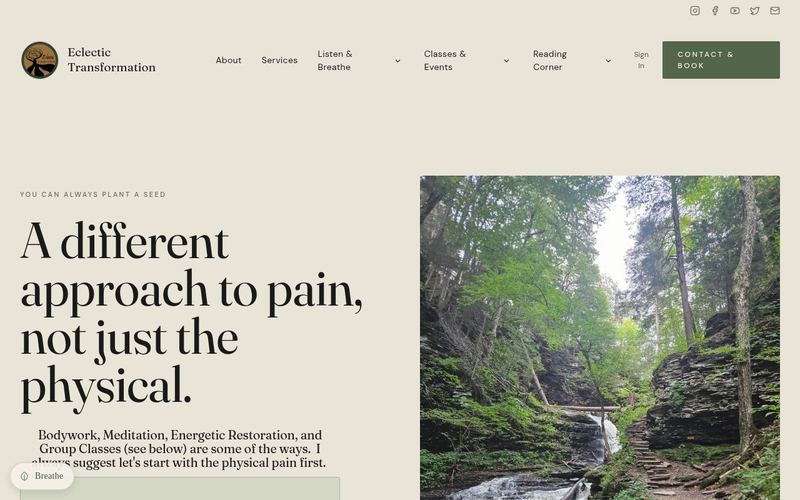 Eclectic
Transformation
About
Services
Listen &
Breathe
Classes &
Events
Reading
Corner
Sign
In
CONTACT &
BOOK
YOU CAN ALWAYS PLANT A SEED
A different
approach to pain,
not just the
physical.
Bodywork, Meditation, Energetic Restoration, and
Group Classes (see below) are some of the ways. I
always suggest let's start with the physical pain first.
Breathe